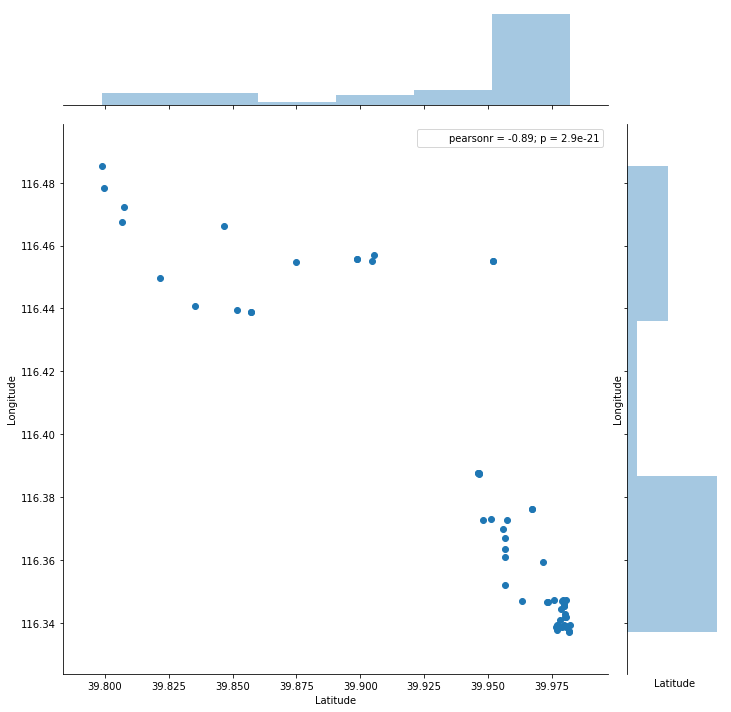 pearsonr = -0.89; p = 2.9e-21
116.48
116.46
116.44
116.42
116.40
116.38
116.36
116.34
Longitude
Longitude
39.800 39.825 39.850 39.875 39.900 39.925 39.950 39.975
Latitude
Latitude